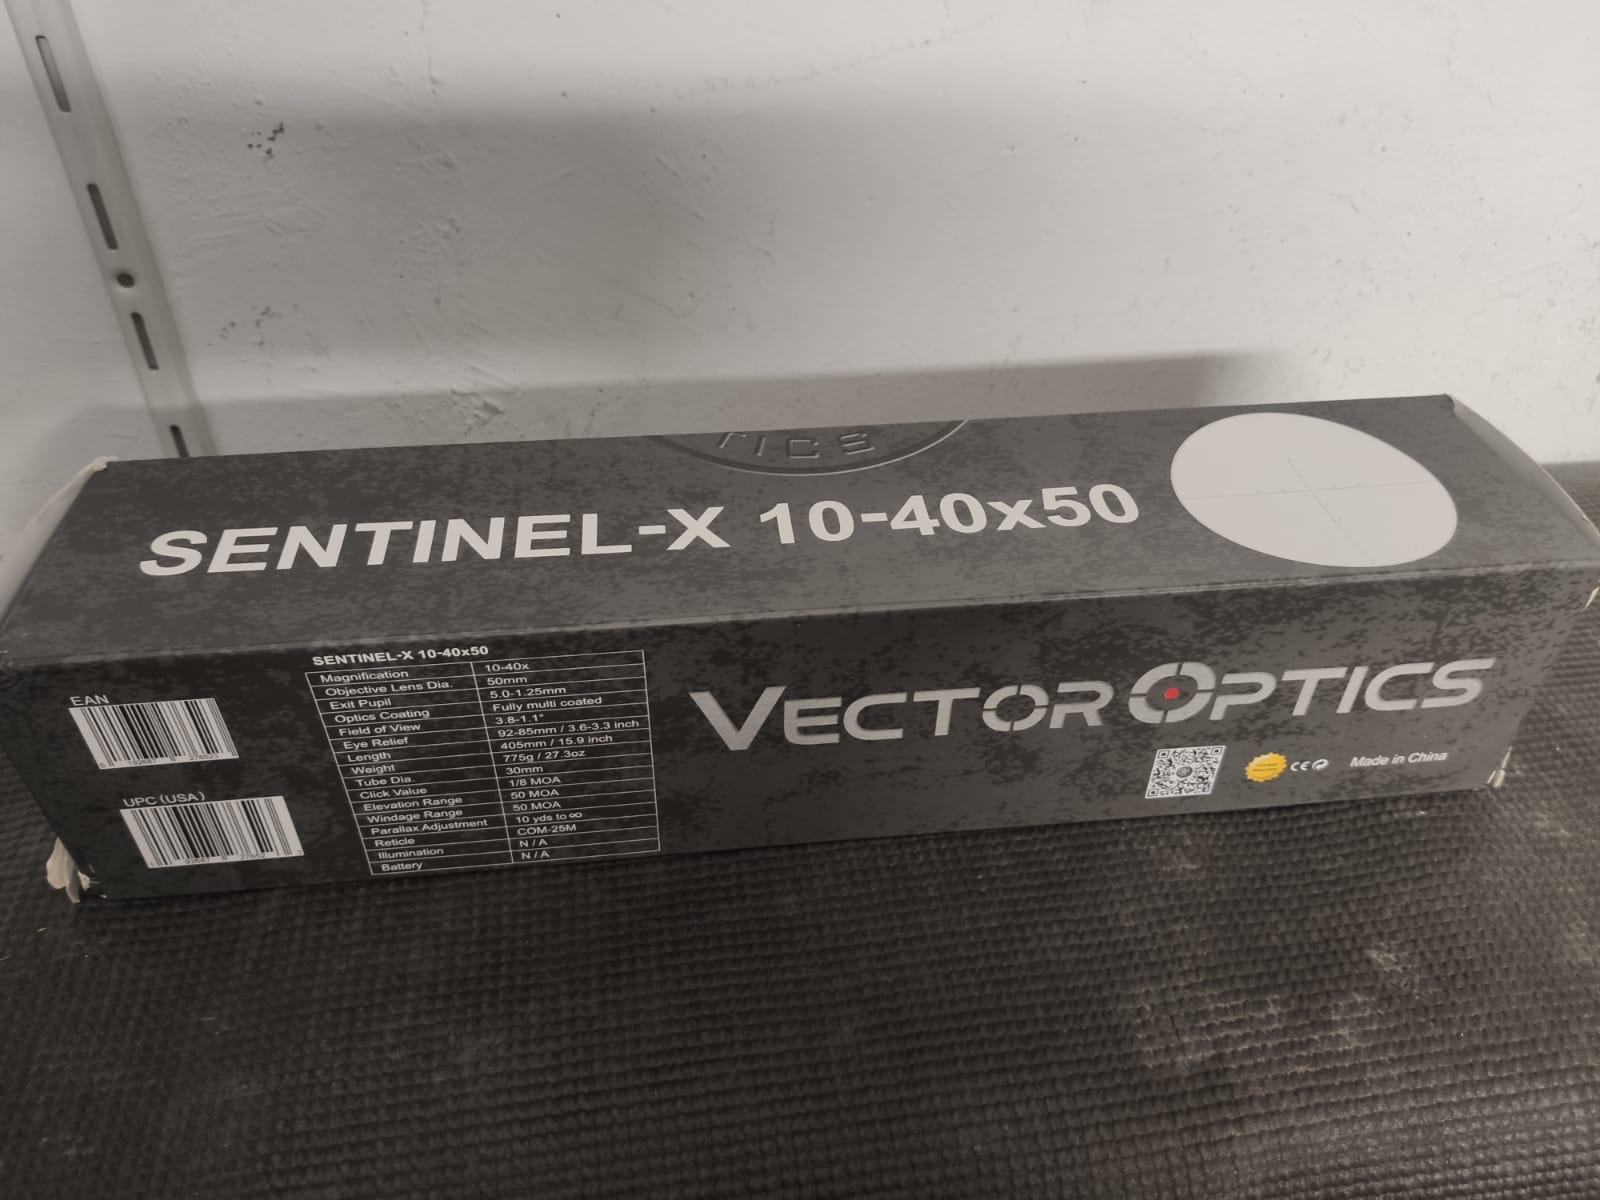 TICS
SENTINEL-X 10-40x50
SENTINEL-X 10-40x50
Magnification 10-40x
Objective Lens Dia. 50mm
Exit Pupil 5.0-1.25mm
Optics Coating Fully multi coated
Field of View 3.8-1.1°
Eye Relief 92-85mm / 3.6-3.3 inch
Length 405mm / 15.9 inch
Weight 775g / 27.3oz
Tube Dia. 30mm
Click Value 1/8 MOA
Elevation Range 50 MOA
Windage Range 50 MOA
Parallax Adjustment 10 yds to ∞
Reticle COM-25M
Illumination N / A
Battery N / A
EAN
UPC (USA)
VECTOR OPTICS
CE
Made in China